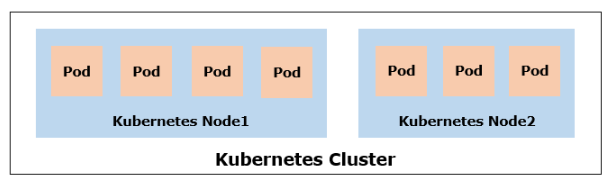 Pod Pod Pod Pod Pod Pod Pod
Kubernetes Node1 Kubernetes Node2
Kubernetes Cluster